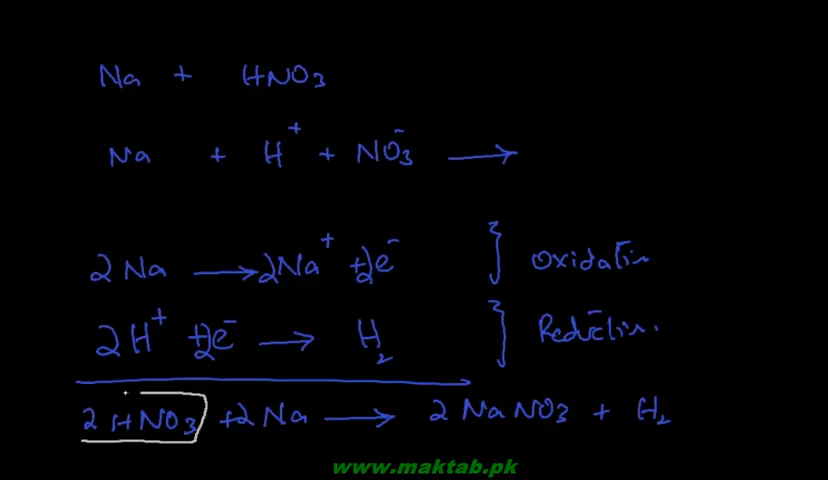 Na + HNO₃
Na + H⁺ + NO₃⁻ ⟶
2Na ⟶ 2Na⁺ + 2e⁻ } Oxidation
2H⁺ + 2e⁻ ⟶ H₂ } Reduction.
2HNO₃ + 2Na ⟶ 2NaNO₃ + H₂
www.maktab.pk